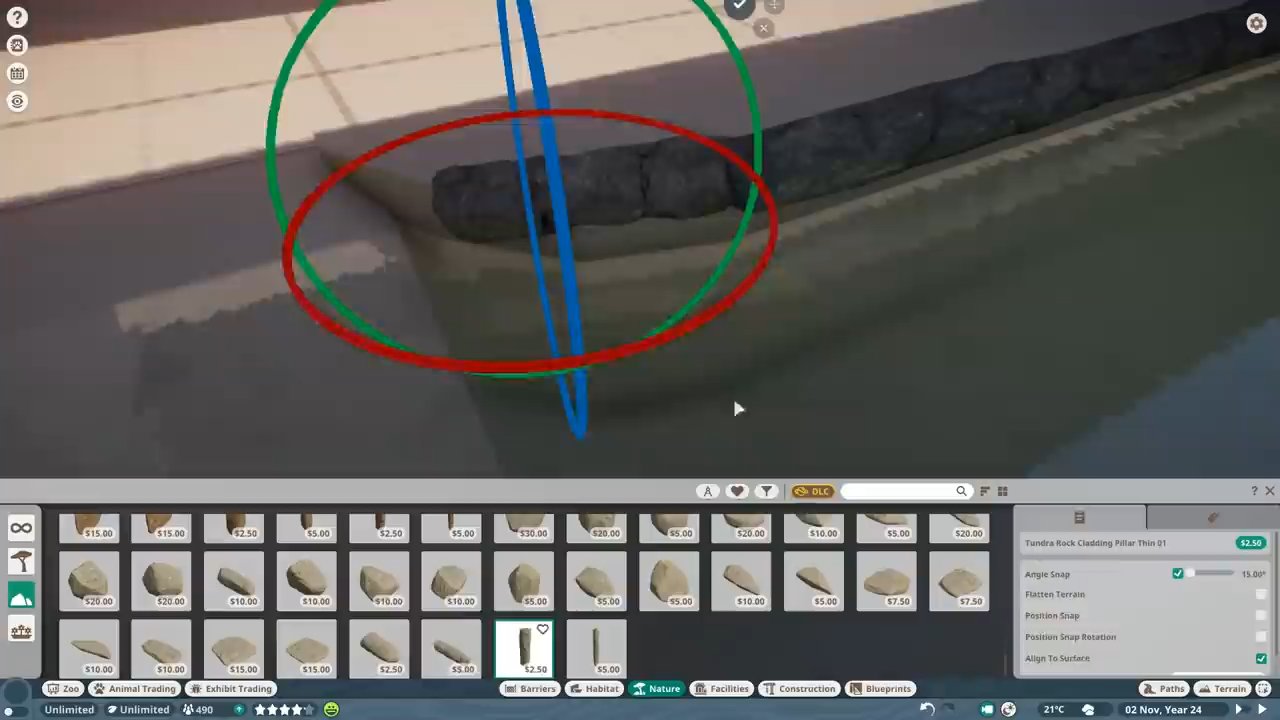 DLC
? ×
$15.00 $15.00 $2.50 $5.00 $5.00 $5.00 $30.00 $20.00 $5.00 $20.00 $10.00 $5.00 $20.00
Tundra Rock Cladding Pillar Thin 01 $2.50
Angle Snap 15.00°
Flatten Terrain
$20.00 $20.00 $10.00 $10.00 $10.00 $10.00 $5.00 $5.00 $5.00 $10.00 $5.00 $7.50 $7.50
Position Snap
Position Snap Rotation
Align To Surface
$10.00 $10.00 $15.00 $15.00 $2.50 $5.00 $2.50 $5.00
Zoo Animal Trading Exhibit Trading Barriers Habitat Nature Facilities Construction Blueprints Paths Terrain
Unlimited Unlimited 490 21°C 02 Nov, Year 24